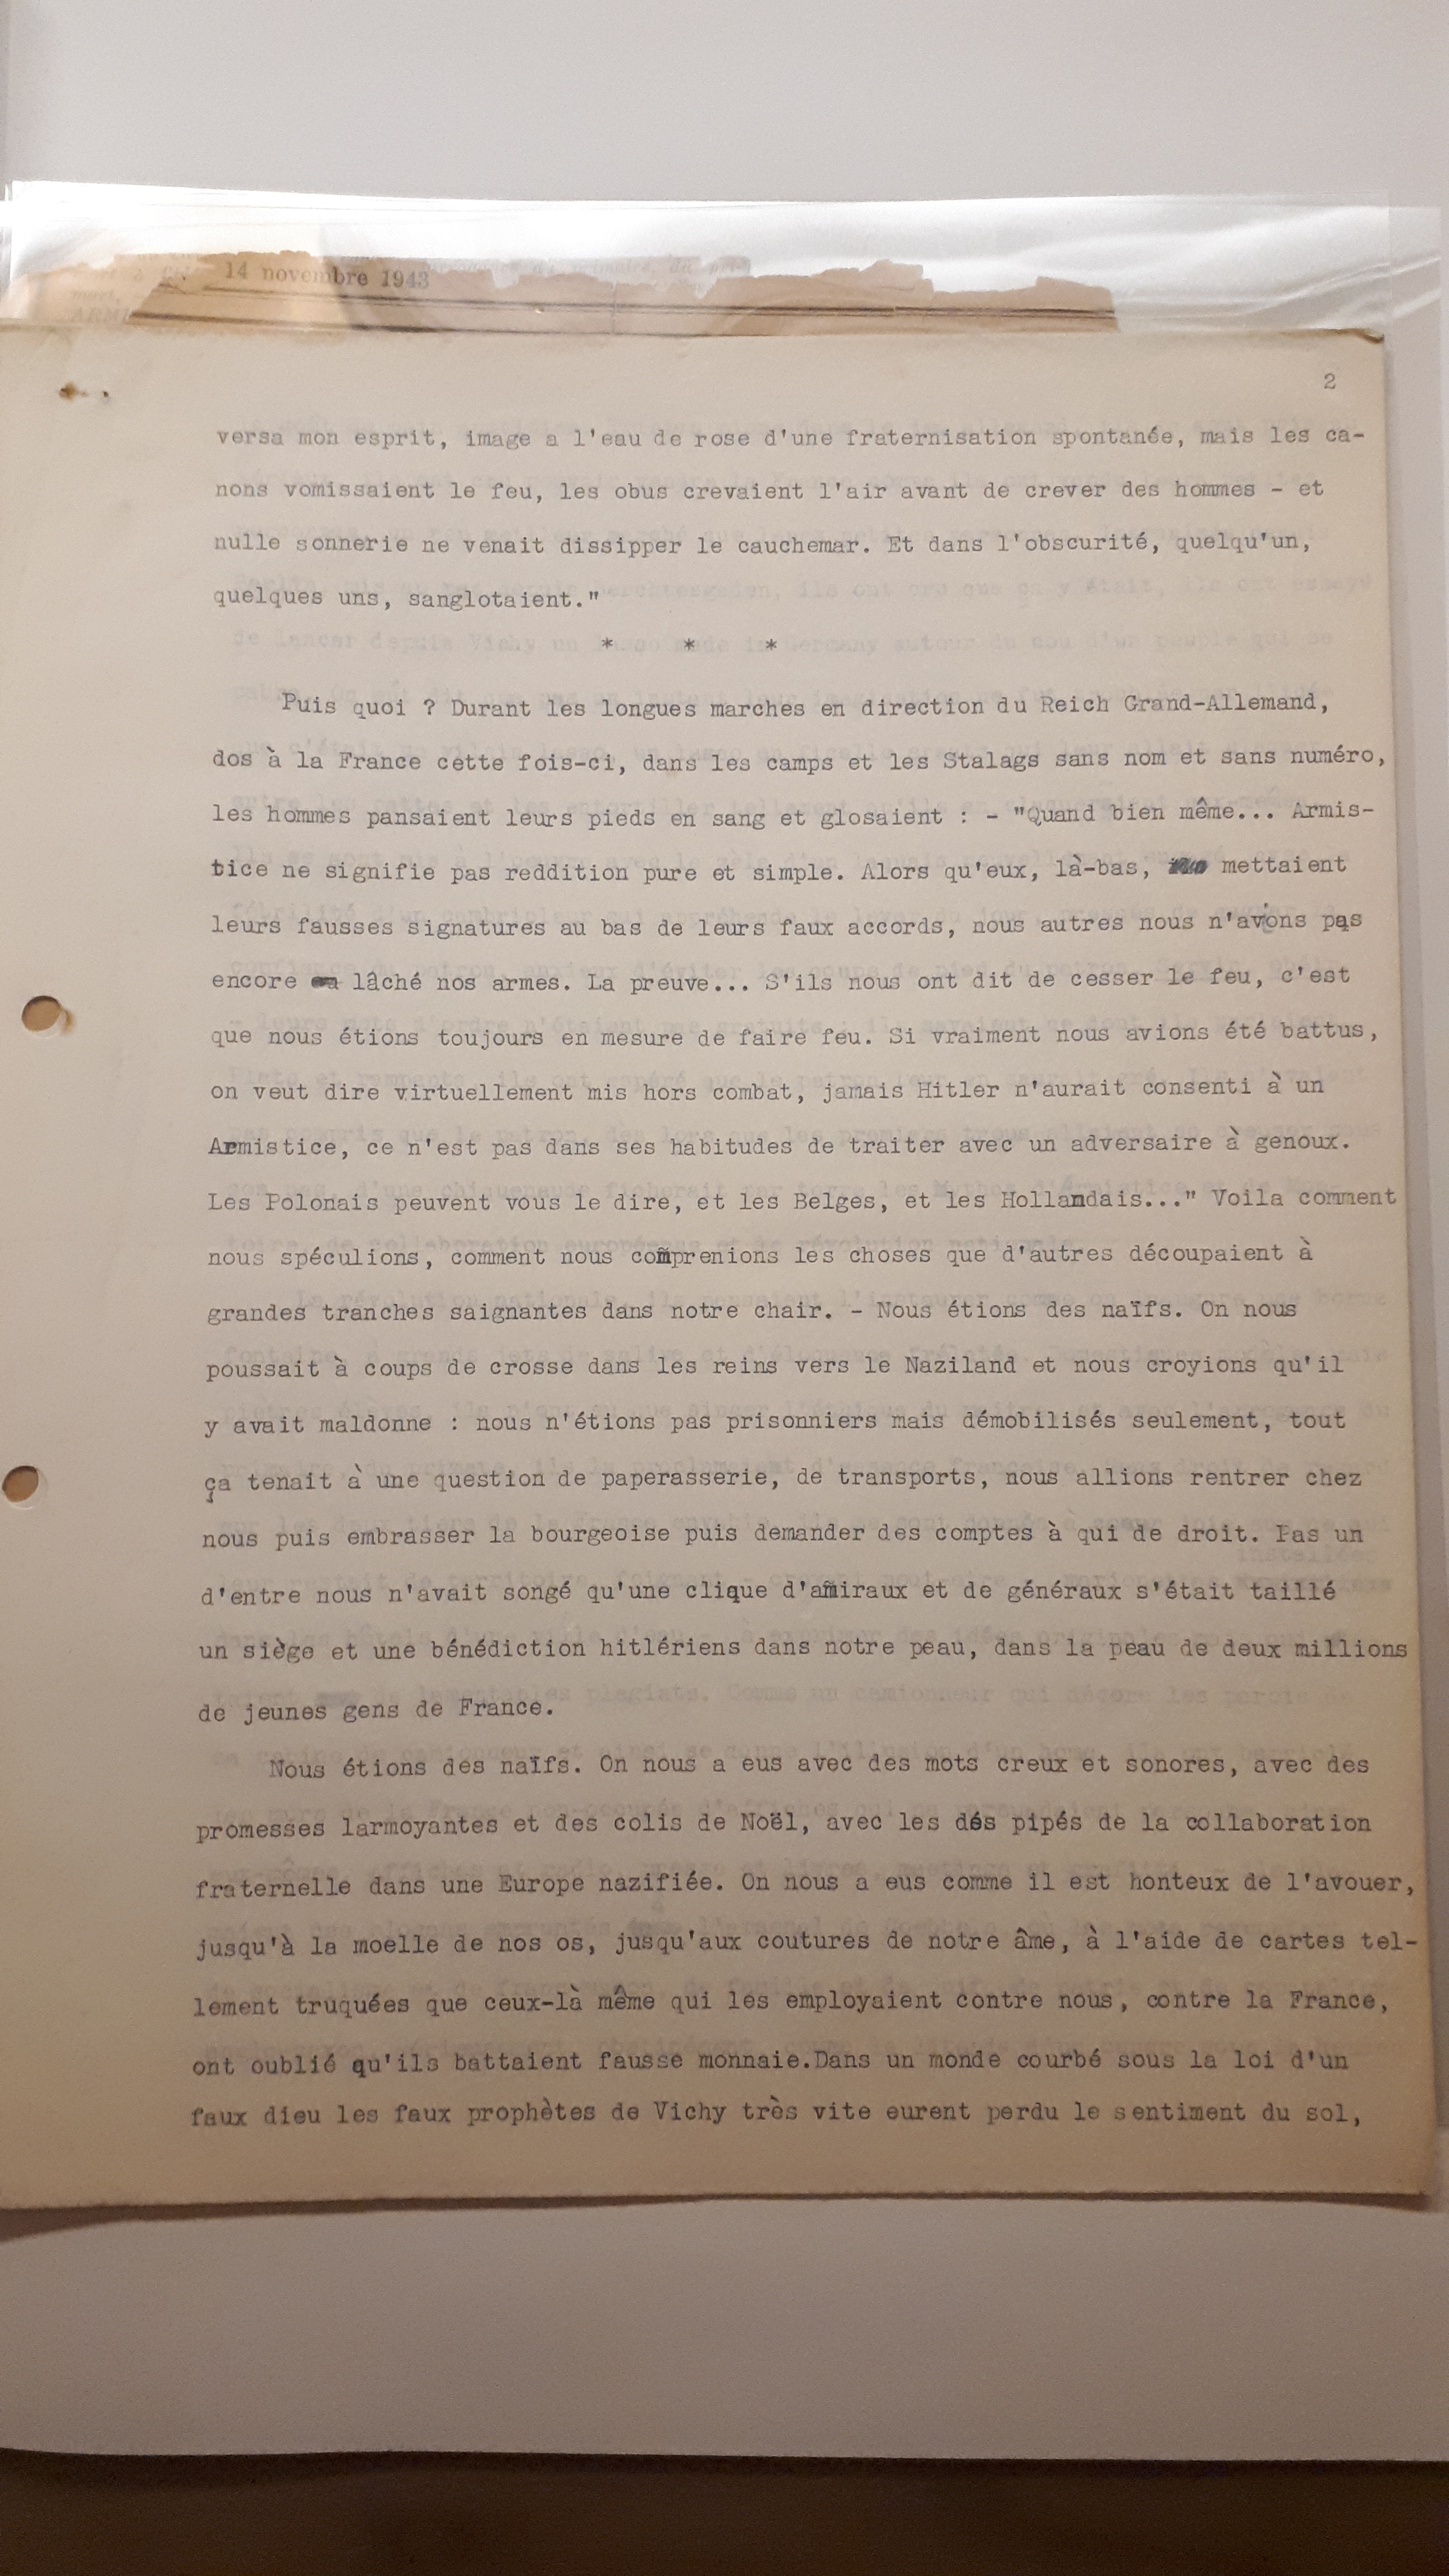 14 novembre 1943
2
versa mon esprit, image a l'eau de rose d'une fraternisation spontanée, mais les ca-
nons vomissaient le feu, les obus crevaient l'air avant de crever des hommes - et
nulle sonnerie ne venait dissipper le cauchemar. Et dans l'obscurité, quelqu'un,
quelques uns, sanglotaient."
* * *
Puis quoi ? Durant les longues marches en direction du Reich Grand-Allemand,
dos à la France cette fois-ci, dans les camps et les Stalags sans nom et sans numéro,
les hommes pansaient leurs pieds en sang et glosaient : - "Quand bien même... Armis-
tice ne signifie pas reddition pure et simple. Alors qu'eux, là-bas, mettaient
leurs fausses signatures au bas de leurs faux accords, nous autres nous n'avons pas
encore lâché nos armes. La preuve... S'ils nous ont dit de cesser le feu, c'est
que nous étions toujours en mesure de faire feu. Si vraiment nous avions été battus,
on veut dire virtuellement mis hors combat, jamais Hitler n'aurait consenti à un
Armistice, ce n'est pas dans ses habitudes de traiter avec un adversaire à genoux.
Les Polonais peuvent vous le dire, et les Belges, et les Hollandais..." Voila comment
nous spéculions, comment nous comprenions les choses que d'autres découpaient à
grandes tranches saignantes dans notre chair. - Nous étions des naïfs. On nous
poussait à coups de crosse dans les reins vers le Naziland et nous croyions qu'il
y avait maldonne : nous n'étions pas prisonniers mais démobilisés seulement, tout
ça tenait à une question de paperasserie, de transports, nous allions rentrer chez
nous puis embrasser la bourgeoise puis demander des comptes à qui de droit. Pas un
d'entre nous n'avait songé qu'une clique d'amiraux et de généraux s'était taillé
un siège et une bénédiction hitlériens dans notre peau, dans la peau de deux millions
de jeunes gens de France.
Nous étions des naïfs. On nous a eus avec des mots creux et sonores, avec des
promesses larmoyantes et des colis de Noël, avec les dés pipés de la collaboration
fraternelle dans une Europe nazifiée. On nous a eus comme il est honteux de l'avouer,
jusqu'à la moelle de nos os, jusqu'aux coutures de notre âme, à l'aide de cartes tel-
lement truquées que ceux-là même qui les employaient contre nous, contre la France,
ont oublié qu'ils battaient fausse monnaie.Dans un monde courbé sous la loi d'un
faux dieu les faux prophètes de Vichy très vite eurent perdu le sentiment du sol,